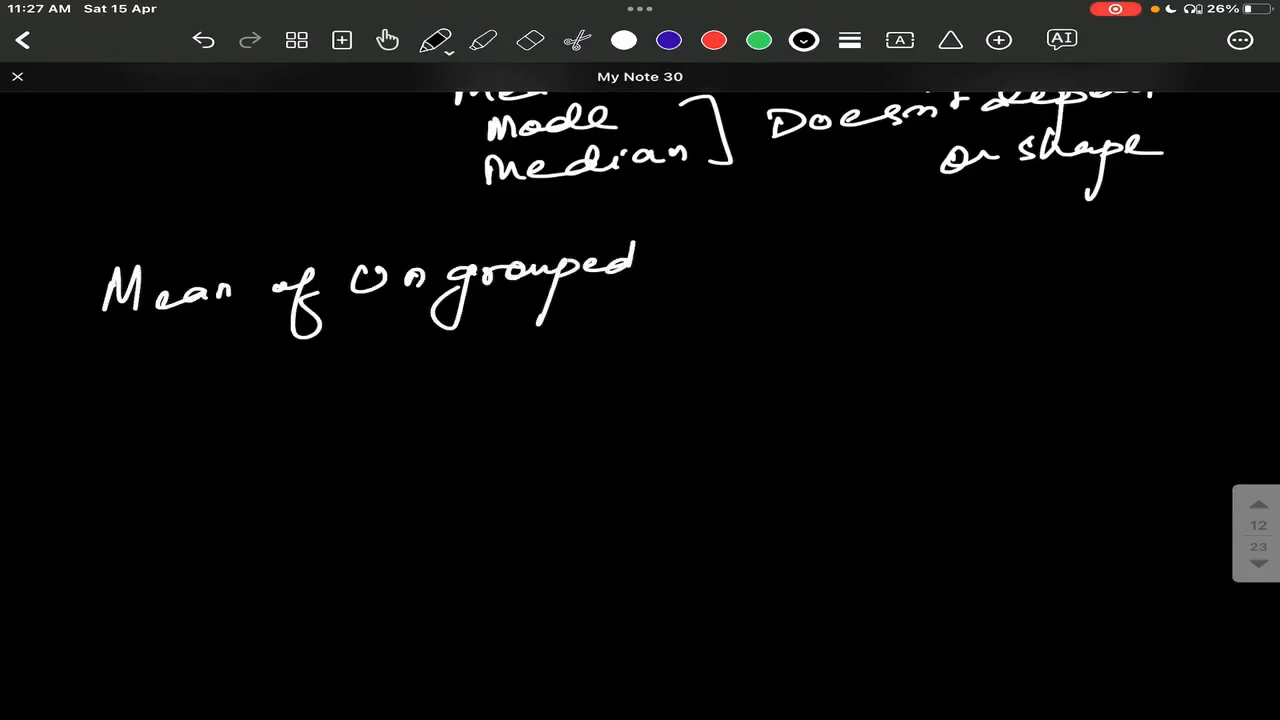 11:27 AM Sat 15 Apr
26%
AI
My Note 30
Mode
Median
Doesn't
on shape
Mean of Ungrouped
12
23